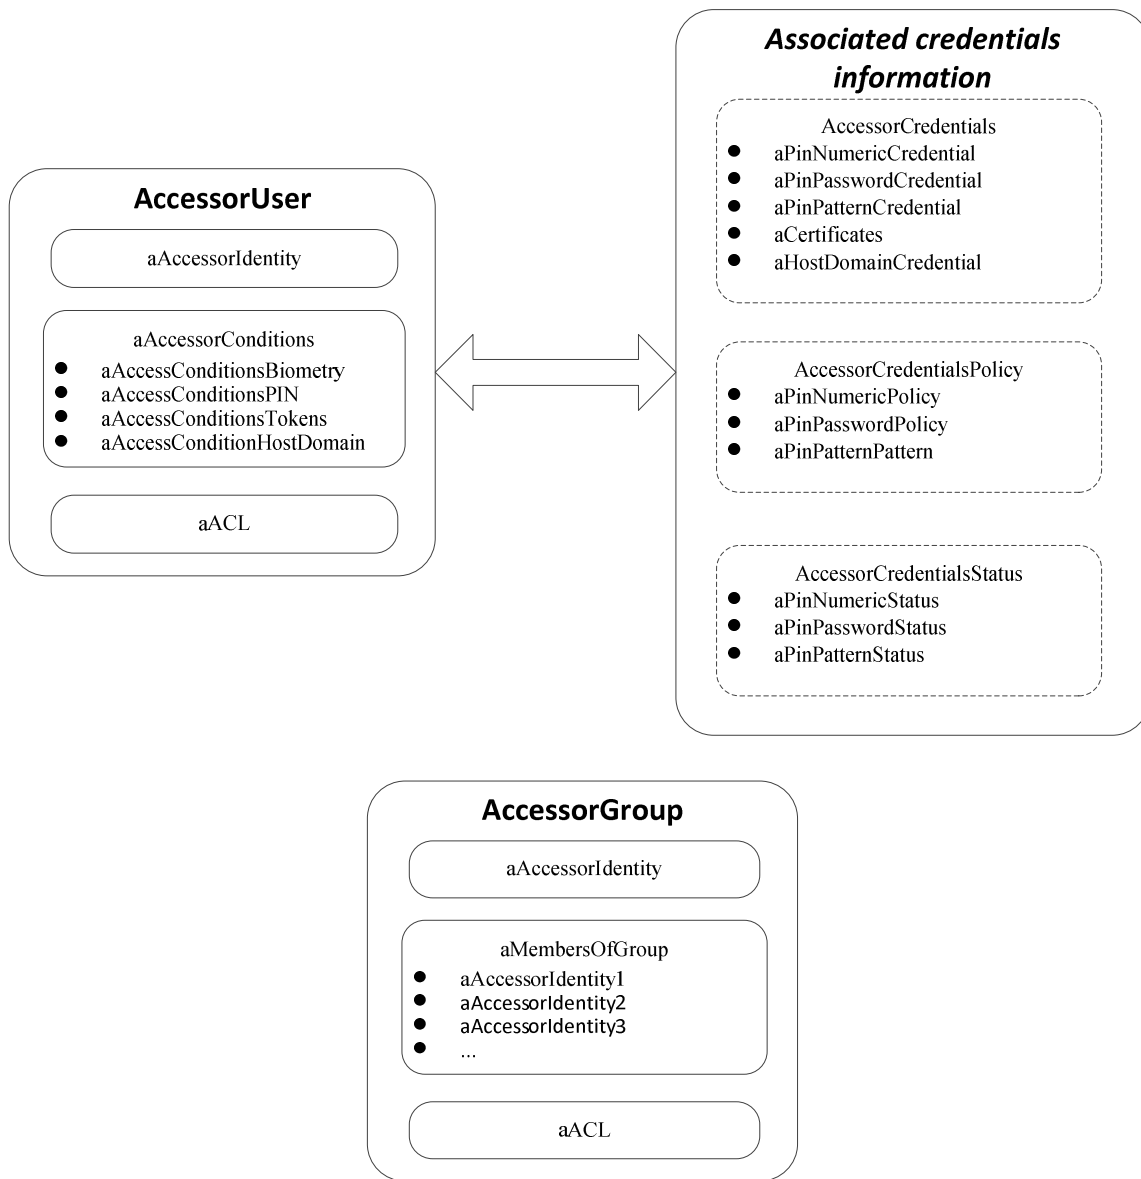 AccessorUser
aAccessorIdentity
aAccessorConditions
● aAccessConditionsBiometry
● aAccessConditionsPIN
● aAccessConditionsTokens
● aAccessConditionHostDomain
aACL
Associated credentials
information
AccessorCredentials
● aPinNumericCredential
● aPinPasswordCredential
● aPinPatternCredential
● aCertificates
● aHostDomainCredential
AccessorCredentialsPolicy
● aPinNumericPolicy
● aPinPasswordPolicy
● aPinPatternPattern
AccessorCredentialsStatus
● aPinNumericStatus
● aPinPasswordStatus
● aPinPatternStatus
AccessorGroup
aAccessorIdentity
aMembersOfGroup
● aAccessorIdentity1
● aAccessorIdentity2
● aAccessorIdentity3
● ...
aACL